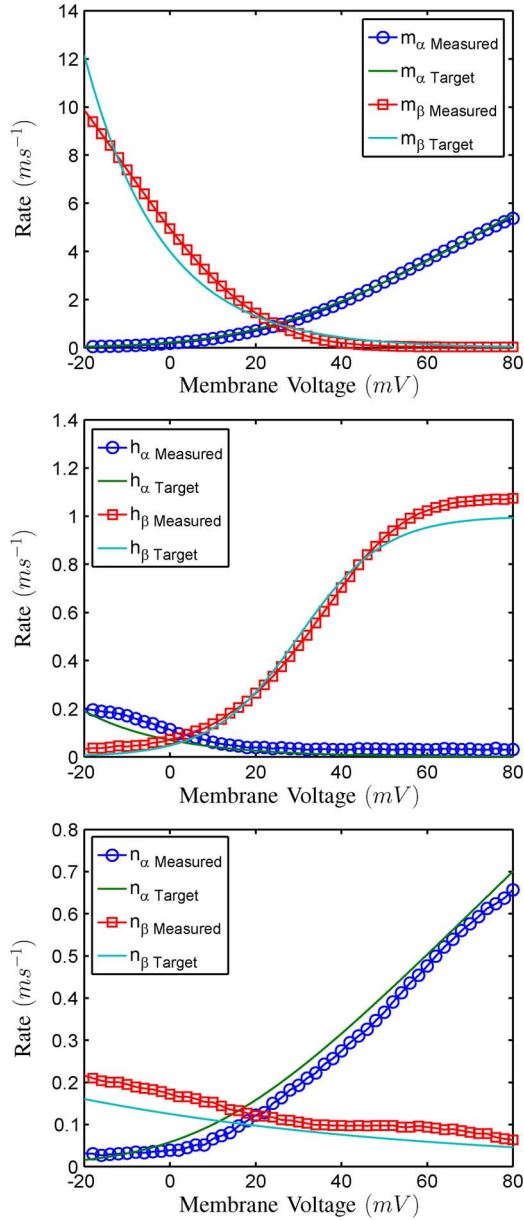 14
12
10
8
6
4
2
0
Rate (ms⁻¹)
m_α Measured
m_α Target
m_β Measured
m_β Target
-20 0 20 40 60 80
Membrane Voltage (mV)
1.4
1.2
1
0.8
0.6
0.4
0.2
0
Rate (ms⁻¹)
h_α Measured
h_α Target
h_β Measured
h_β Target
-20 0 20 40 60 80
Membrane Voltage (mV)
0.8
0.7
0.6
0.5
0.4
0.3
0.2
0.1
0
Rate (ms⁻¹)
n_α Measured
n_α Target
n_β Measured
n_β Target
-20 0 20 40 60 80
Membrane Voltage (mV)